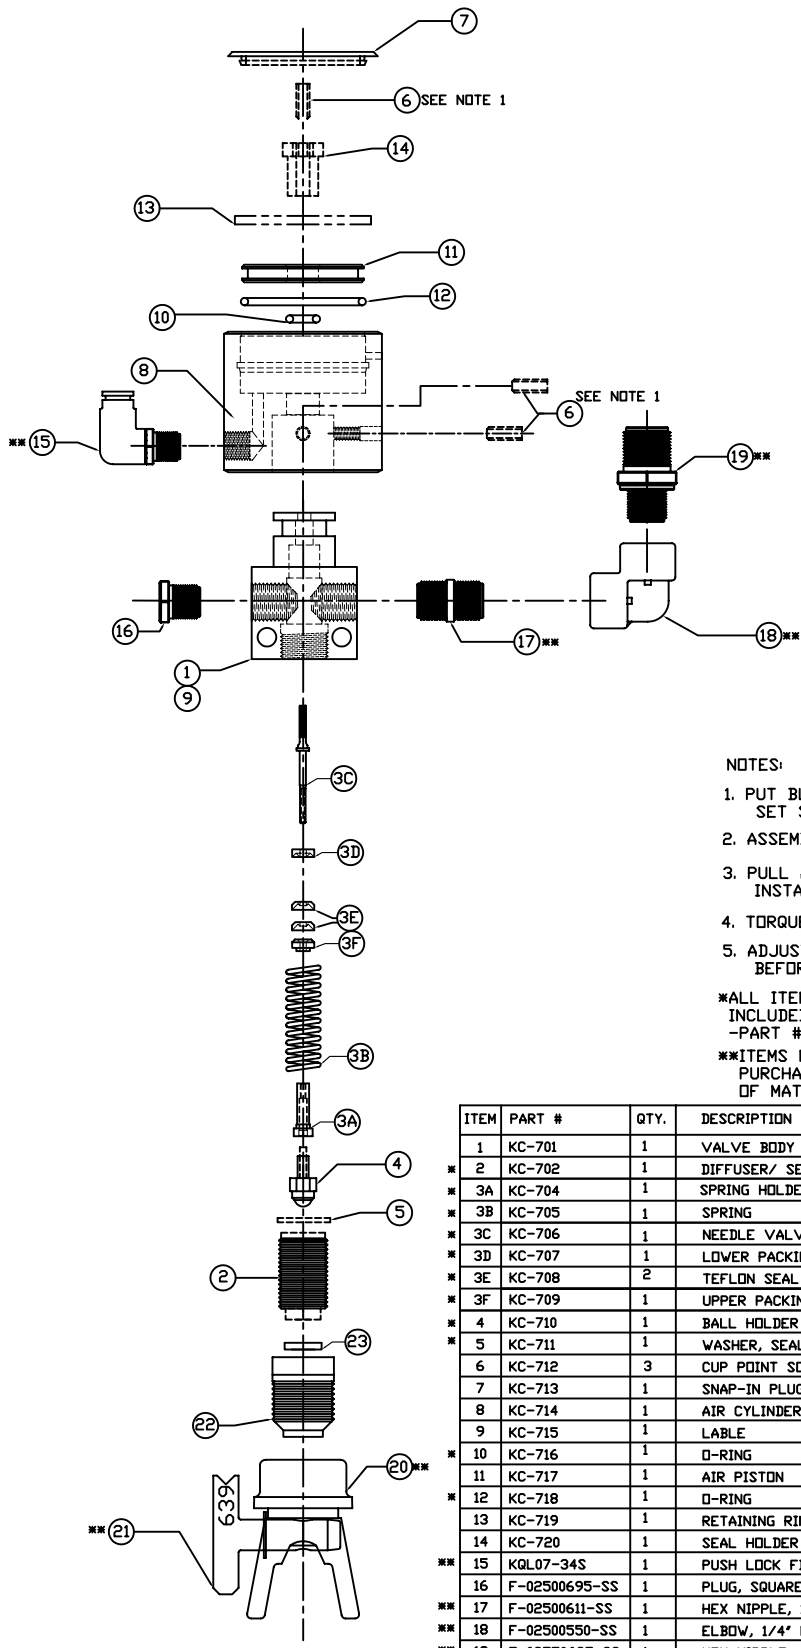 7
6 SEE NOTE 1
14
13
11
12
10
8
SEE NOTE 1
6
** 15
19 **
16
17 **
18 **
1
9
3C
3D
3E
3F
3B
3A
4
5
2
23
22
20 **
639
** 21
NOTES:
1. PUT BL
SET S
2. ASSEM
3. PULL
INSTA
4. TORQUE
5. ADJUS
BEFOR
*ALL ITE
INCLUDE
-PART #
**ITEMS
PURCHA
OF MAT
ITEM PART # QTY. DESCRIPTION
1 KC-701 1 VALVE BODY
* 2 KC-702 1 DIFFUSER/ SE
* 3A KC-704 1 SPRING HOLDE
* 3B KC-705 1 SPRING
* 3C KC-706 1 NEEDLE VALV
* 3D KC-707 1 LOWER PACKI
* 3E KC-708 2 TEFLON SEAL
* 3F KC-709 1 UPPER PACKIN
* 4 KC-710 1 BALL HOLDER
* 5 KC-711 1 WASHER, SEAL
6 KC-712 3 CUP POINT SO
7 KC-713 1 SNAP-IN PLUG
8 KC-714 1 AIR CYLINDER
9 KC-715 1 LABLE
* 10 KC-716 1 O-RING
11 KC-717 1 AIR PISTON
* 12 KC-718 1 O-RING
13 KC-719 1 RETAINING RI
14 KC-720 1 SEAL HOLDER
** 15 KQL07-34S 1 PUSH LOCK F
16 F-02500695-SS 1 PLUG, SQUARE
** 17 F-02500611-SS 1 HEX NIPPLE,
** 18 F-02500550-SS 1 ELBOW, 1/4"